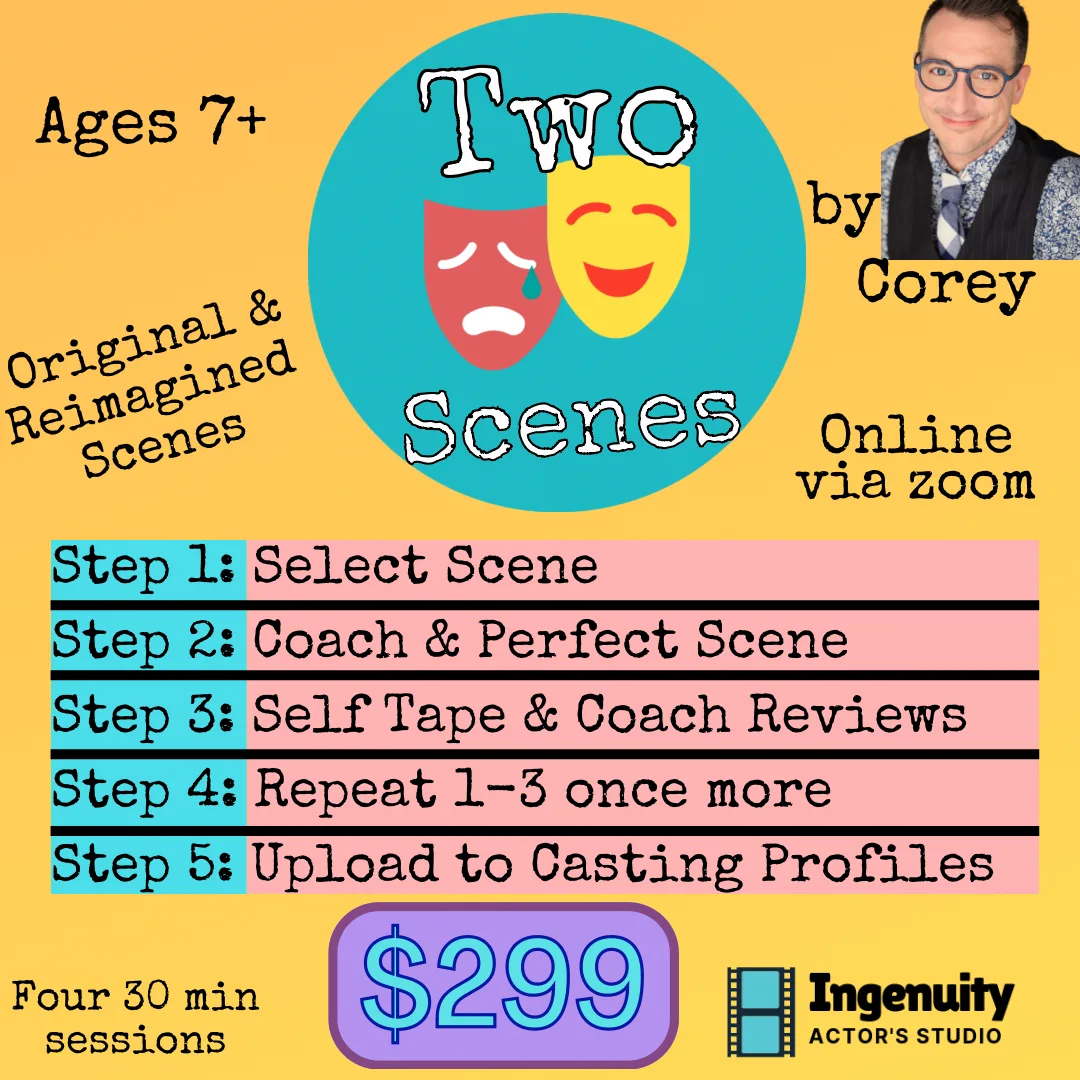 Two
Ages 7+
by
Corey
Original &
Reimagined
Scenes
Scenes
Online
via zoom
Step 1: Select Scene
Step 2: Coach & Perfect Scene
Step 3: Self Tape & Coach Reviews
Step 4: Repeat 1-3 once more
Step 5: Upload to Casting Profiles
$299
Four 30 min
sessions
Ingenuity
ACTOR'S STUDIO